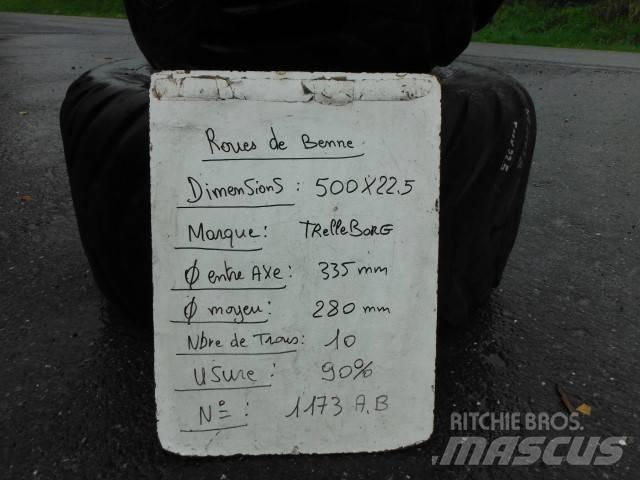 Roues de Benne
DimenSionS : 500X22.5
Marque : TRelleBORG
Ø entre AXe : 335 mm
Ø moyeu : 280 mm
Nbre de Trous : 10
USure : 90%
N° : 1173 A.B
RITCHIE BROS.
MASCUS